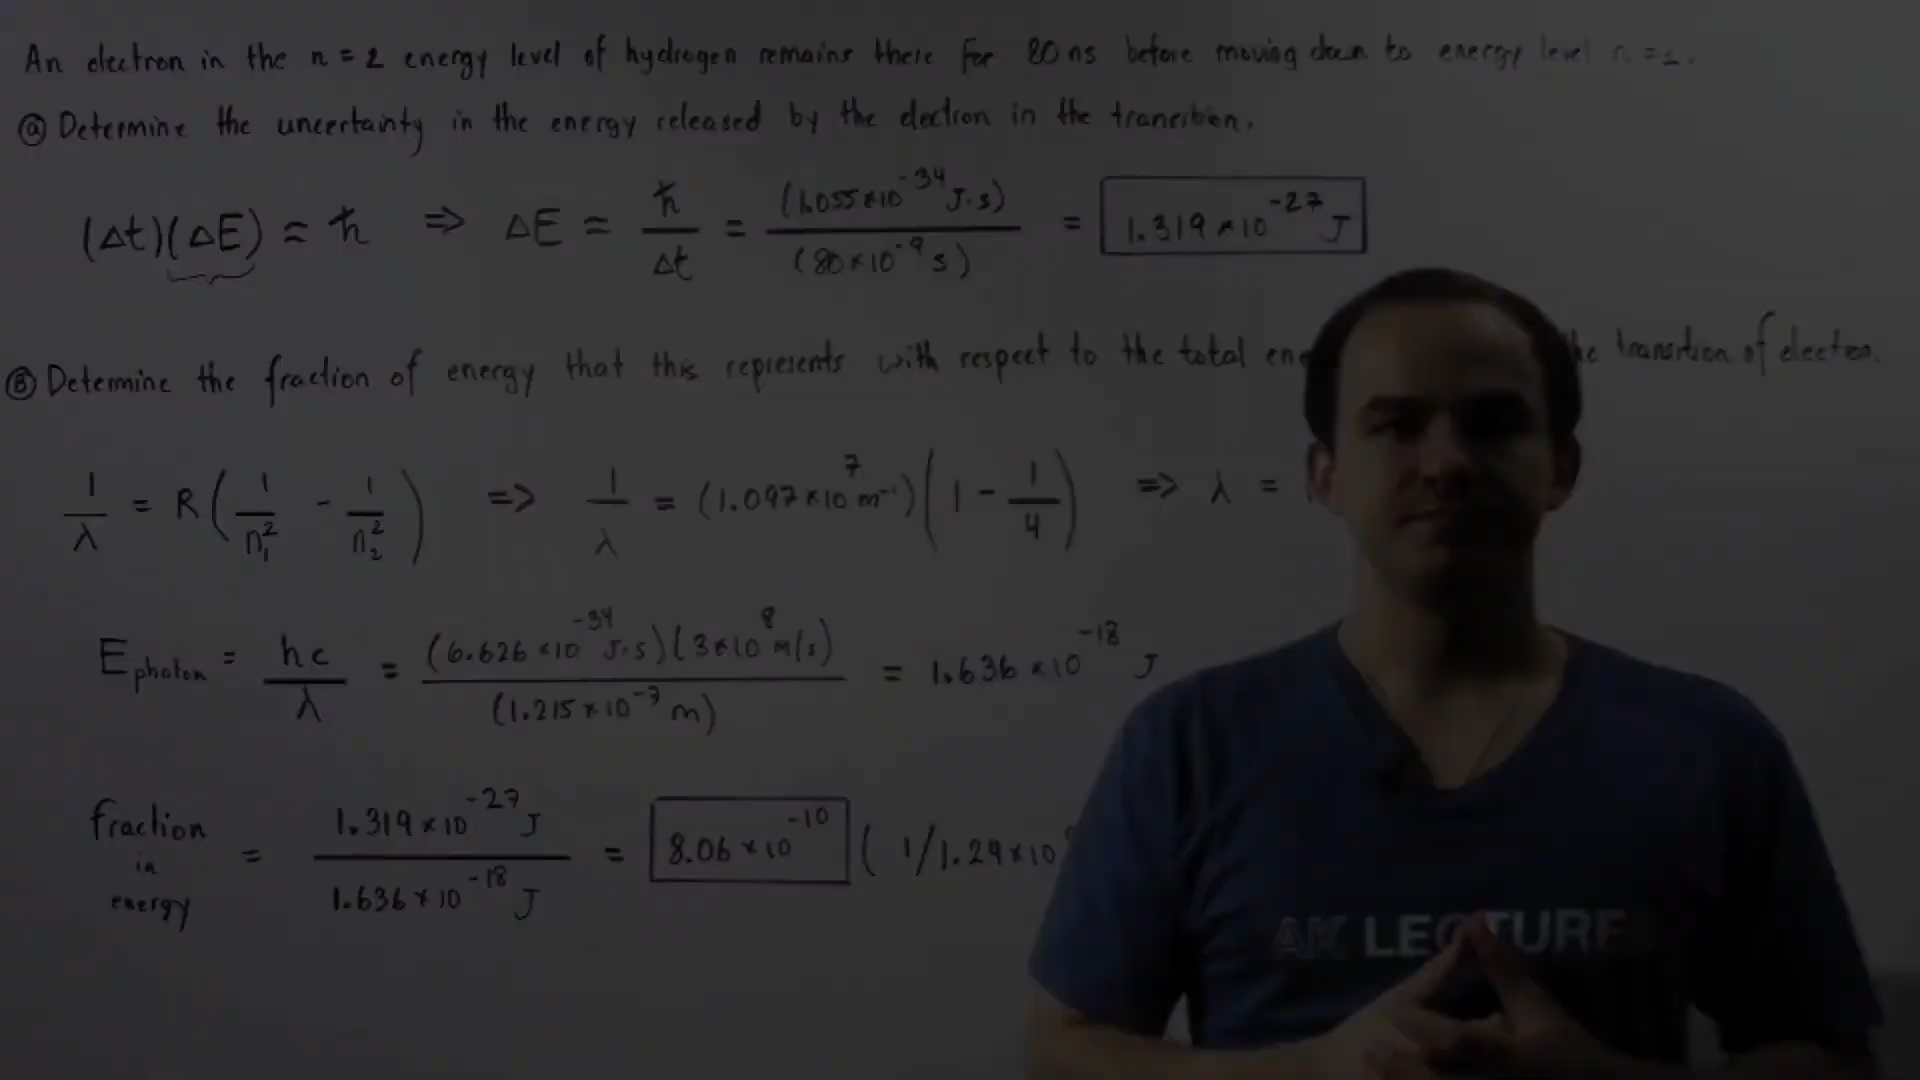 An electron in the n = 2 energy level of hydrogen remains there for 80 ns before moving down to energy level n = 1.
Ⓐ Determine the uncertainty in the energy released by the electron in the transition.
(Δt)(ΔE) ≈ ħ => ΔE ≈ ħ/Δt = (1.055×10^-34 J·s)/(80×10^-9 s) = 1.319×10^-27 J
Ⓑ Determine the fraction of energy that this represents with respect to the total the transition of electron.
1/λ = R(1/n₁² - 1/n₂²) => 1/λ = (1.097×10^7 m^-1)(1 - 1/4) => λ =
E photon = hc/λ = (6.626×10^-34 J·s)(3×10^8 m/s)/(1.215×10^-7 m) = 1.636×10^-18 J
fraction in energy = 1.319×10^-27 J/1.636×10^-18 J = 8.06×10^-10 (1/1.24×10
AK LECTURE